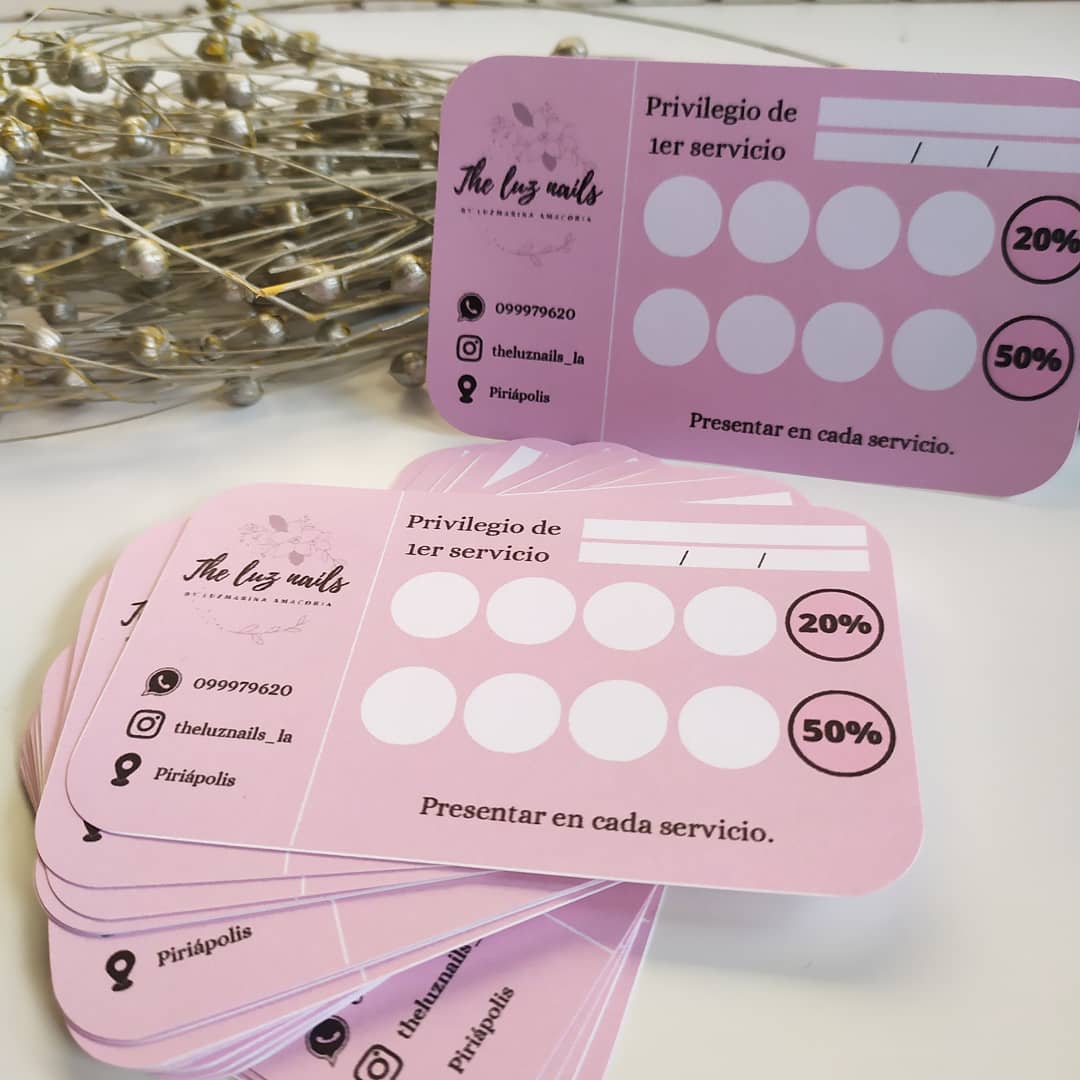 The luz nails
BY LUZMARINA AMACORIA
099979620
theluznails_la
Piriápolis
Privilegio de
1er servicio
/ /
20%
50%
Presentar en cada servicio.
The luz nails
BY LUZMARINA AMACORIA
099979620
theluznails_la
Piriápolis
Privilegio de
1er servicio
/ /
20%
50%
Presentar en cada servicio.
Piriápolis
theluznails_
Piriápolis